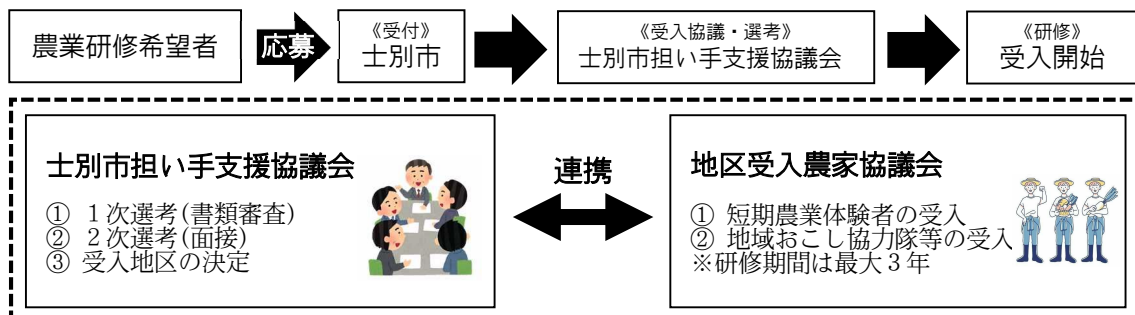 農業研修希望者
応募
《受付》
士別市
《受入協議・選考》
士別市担い手支援協議会
《研修》
受入開始
士別市担い手支援協議会
① 1次選考(書類審査)
② 2次選考(面接)
③ 受入地区の決定
連携
地区受入農家協議会
① 短期農業体験者の受入
② 地域おこし協力隊等の受入
※研修期間は最大3年